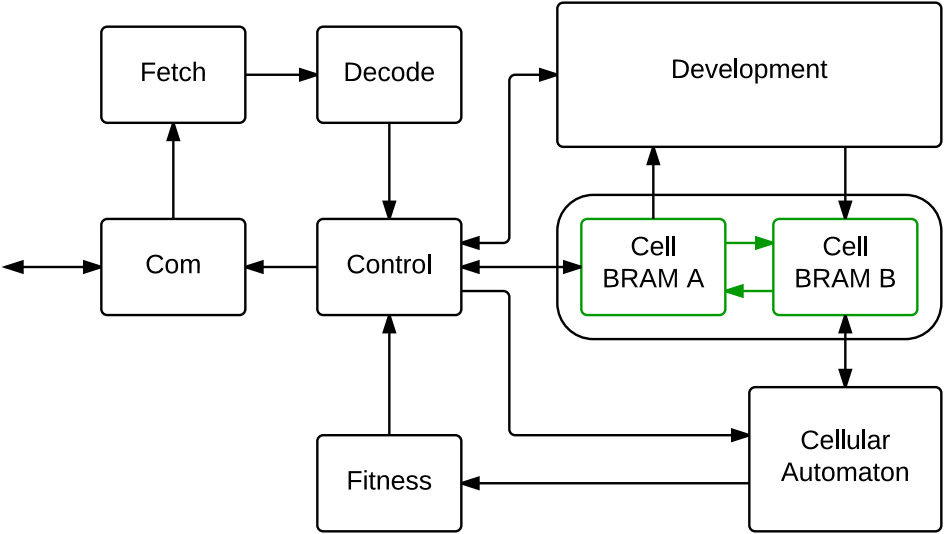 Fetch
Decode
Development
Com
Control
Cell
BRAM A
Cell
BRAM B
Fitness
Cellular
Automaton